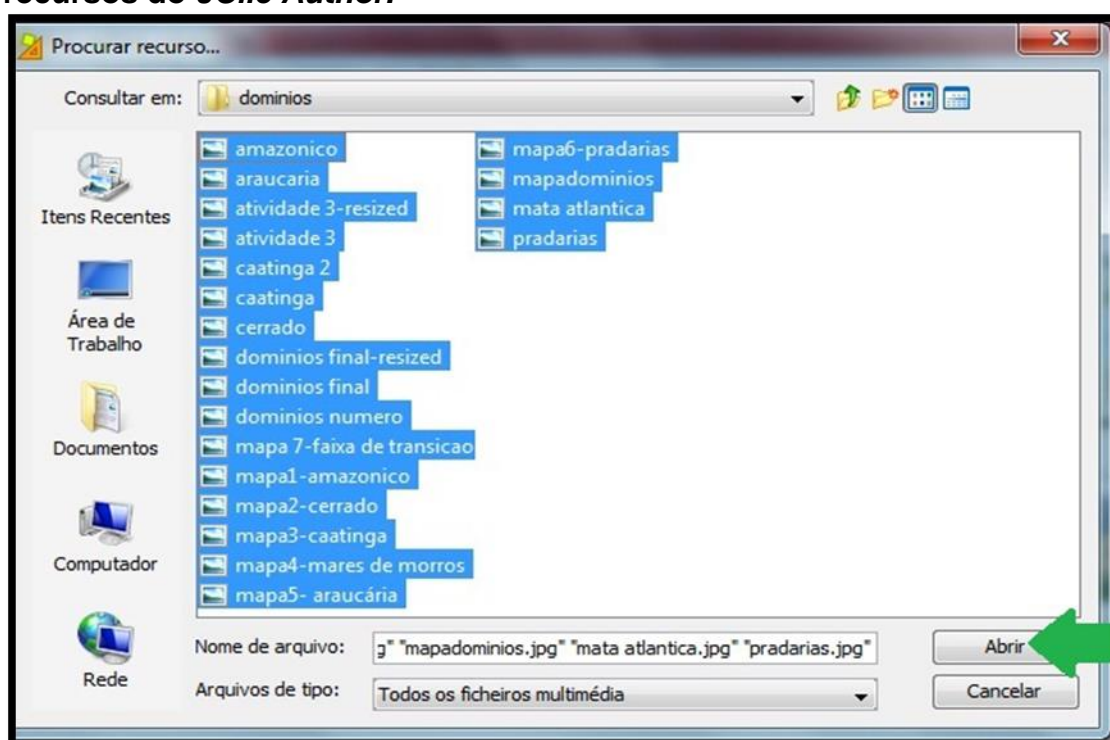 recursos do JClic Author.
Procurar recurso...
Consultar em: dominios
amazonico
araucaria
atividade 3-resized
atividade 3
caatinga 2
caatinga
cerrado
dominios final-resized
dominios final
dominios numero
mapa 7-faixa de transicao
mapa1-amazonico
mapa2-cerrado
mapa3-caatinga
mapa4-mares de morros
mapa5- araucária
mapa6-pradarias
mapadominios
mata atlantica
pradarias
Itens Recentes
Área de
Trabalho
Documentos
Computador
Rede
Nome de arquivo: g" "mapadominios.jpg" "mata atlantica.jpg" "pradarias.jpg"
Abrir
Arquivos de tipo: Todos os ficheiros multimédia
Cancelar